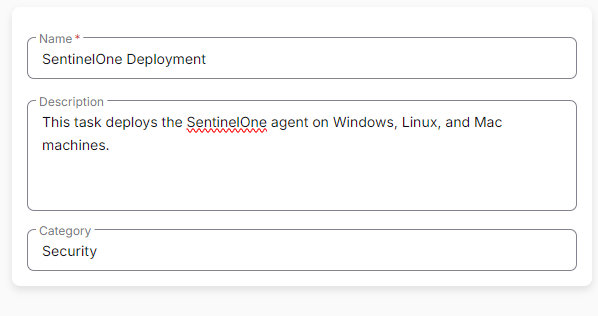 Name *
SentinelOne Deployment
Description
This task deploys the SentinelOne agent on Windows, Linux, and Mac
machines.
Category
Security